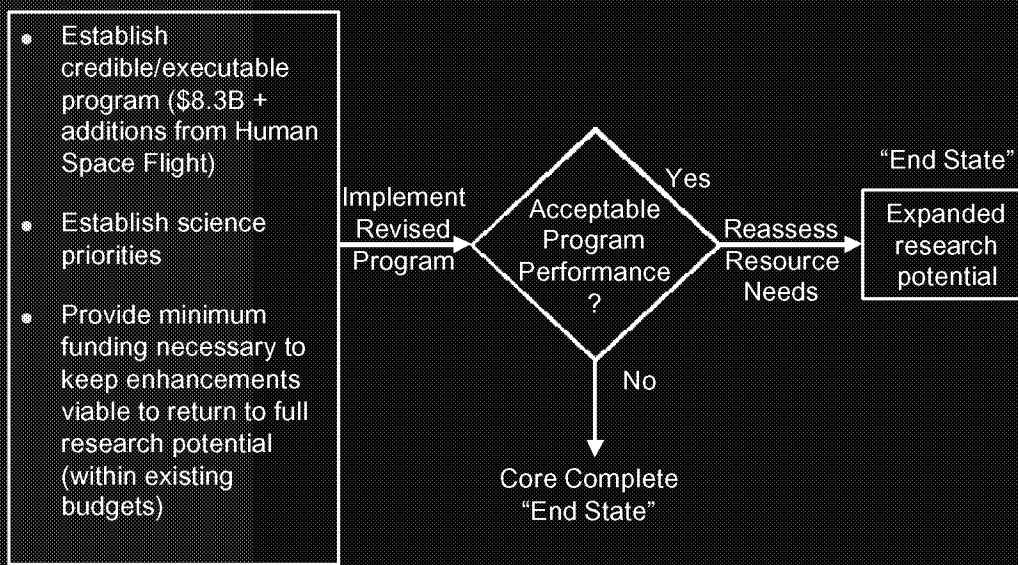 • Establish
credible/executable
program ($8.3B +
additions from Human
Space Flight)
• Establish science
priorities
• Provide minimum
funding necessary to
keep enhancements
viable to return to full
research potential
(within existing
budgets)
Implement
Revised
Program
Acceptable
Program
Performance
?
Yes
No
Core Complete
“End State”
Reassess
Resource
Needs
“End State”
Expanded
research
potential